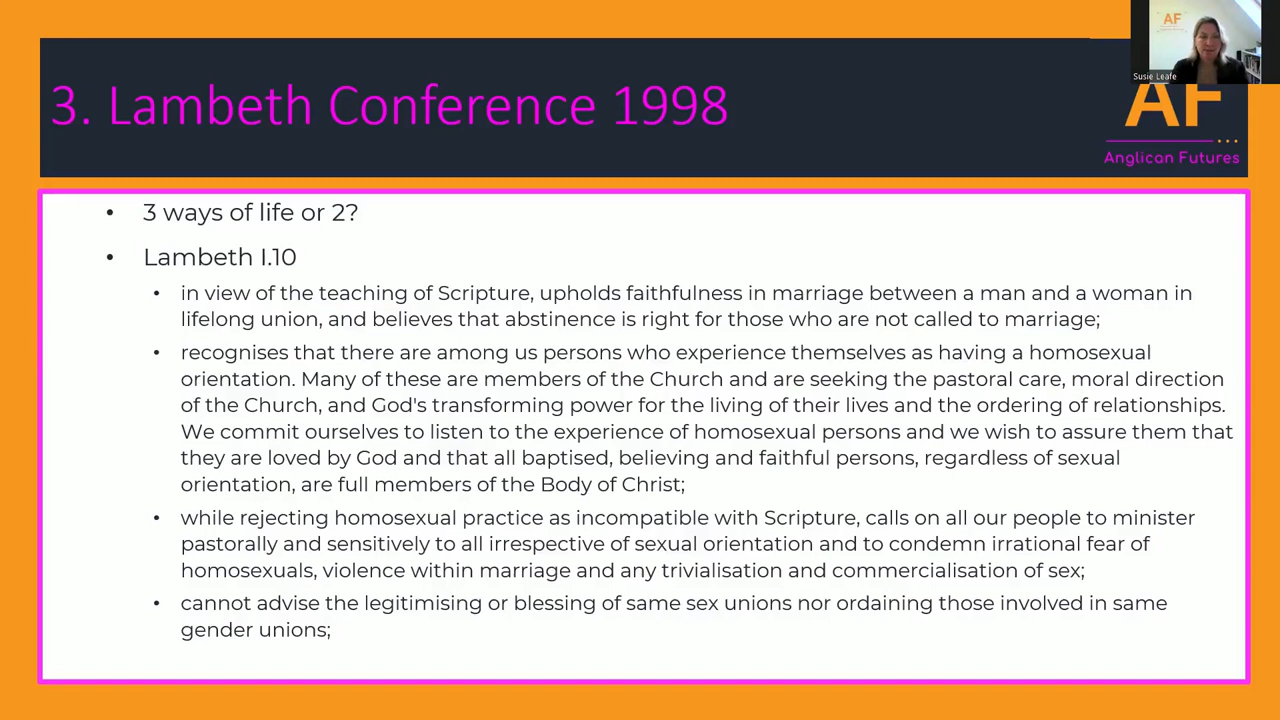 AF
Susie Leafe
3. Lambeth Conference 1998
AF
Anglican Futures
• 3 ways of life or 2?
• Lambeth I.10
• in view of the teaching of Scripture, upholds faithfulness in marriage between a man and a woman in
lifelong union, and believes that abstinence is right for those who are not called to marriage;
• recognises that there are among us persons who experience themselves as having a homosexual
orientation. Many of these are members of the Church and are seeking the pastoral care, moral direction
of the Church, and God's transforming power for the living of their lives and the ordering of relationships.
We commit ourselves to listen to the experience of homosexual persons and we wish to assure them that
they are loved by God and that all baptised, believing and faithful persons, regardless of sexual
orientation, are full members of the Body of Christ;
• while rejecting homosexual practice as incompatible with Scripture, calls on all our people to minister
pastorally and sensitively to all irrespective of sexual orientation and to condemn irrational fear of
homosexuals, violence within marriage and any trivialisation and commercialisation of sex;
• cannot advise the legitimising or blessing of same sex unions nor ordaining those involved in same
gender unions;